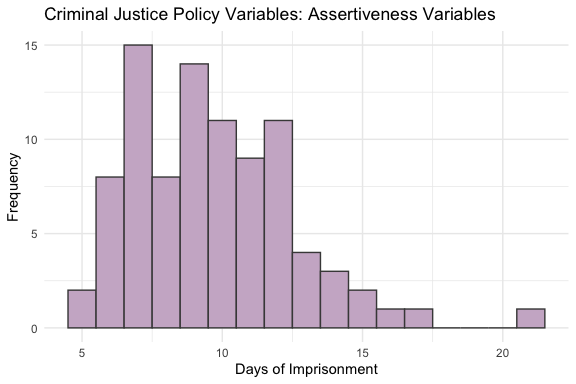 Criminal Justice Policy Variables: Assertiveness Variables
15
10
5
0
Frequency
5 10 15 20
Days of Imprisonment